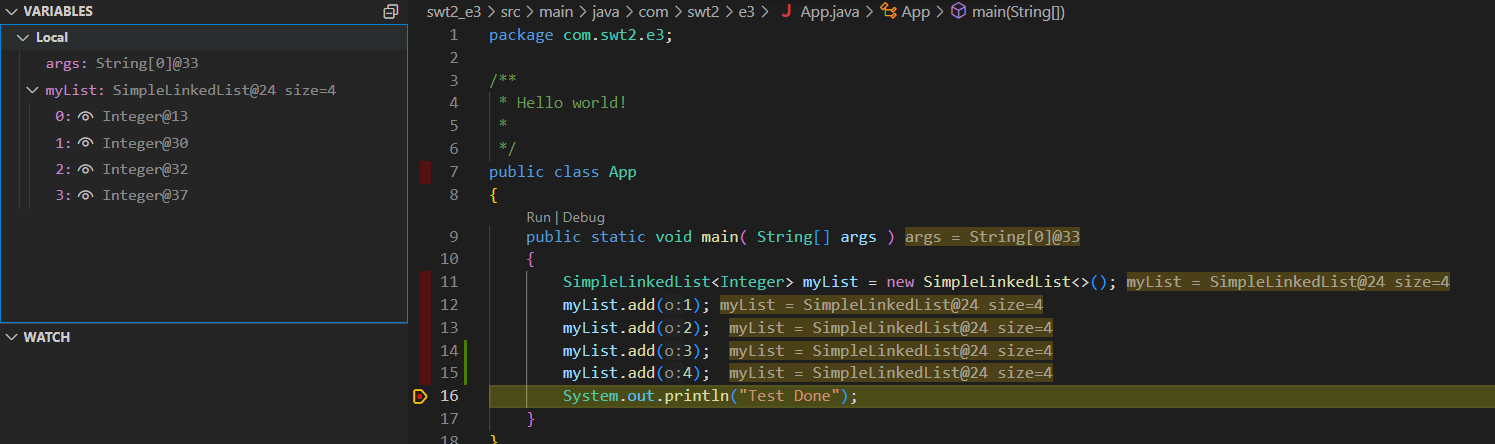 VARIABLES
Local
args: String[0]@33
myList: SimpleLinkedList@24 size=4
0: Integer@13
1: Integer@30
2: Integer@32
3: Integer@37
WATCH
swt2_e3 > src > main > java > com > swt2 > e3 > J App.java > App > main(String[])
1 package com.swt2.e3;
2
3 /**
4 * Hello world!
5 *
6 */
7 public class App
8 {
Run | Debug
9 public static void main( String[] args ) args = String[0]@33
10 {
11 SimpleLinkedList<Integer> myList = new SimpleLinkedList<>(); myList = SimpleLinkedList@24 size=4
12 myList.add(o:1); myList = SimpleLinkedList@24 size=4
13 myList.add(o:2); myList = SimpleLinkedList@24 size=4
14 myList.add(o:3); myList = SimpleLinkedList@24 size=4
15 myList.add(o:4); myList = SimpleLinkedList@24 size=4
16 System.out.println("Test Done");
17 }
18 }